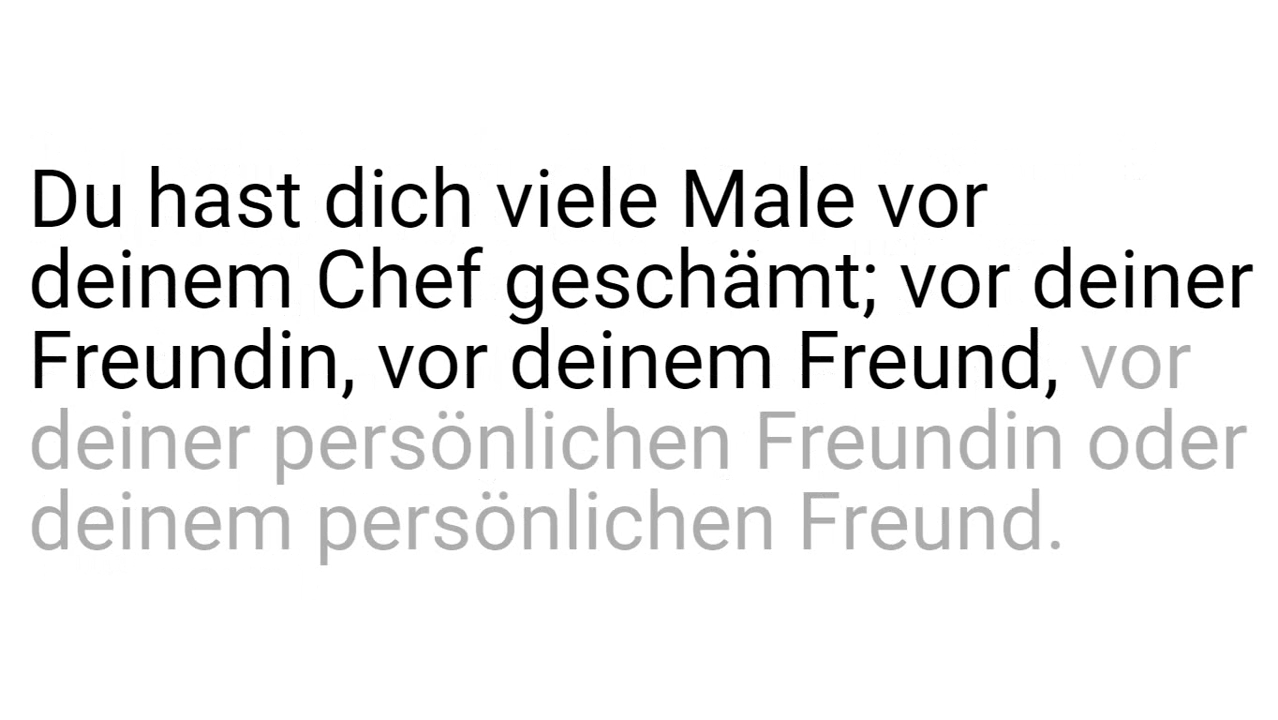 Du hast dich viele Male vor
deinem Chef geschämt; vor deiner
Freundin, vor deinem Freund, vor
deiner persönlichen Freundin oder
deinem persönlichen Freund.